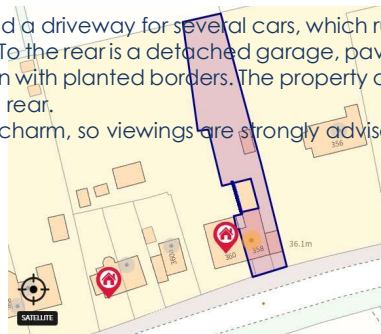 d a driveway for several cars, which r
To the rear is a detached garage, pav
n with planted borders. The property c
rear.
charm, so viewings are strongly advise
356
36.1m
360
358
SATELLITE